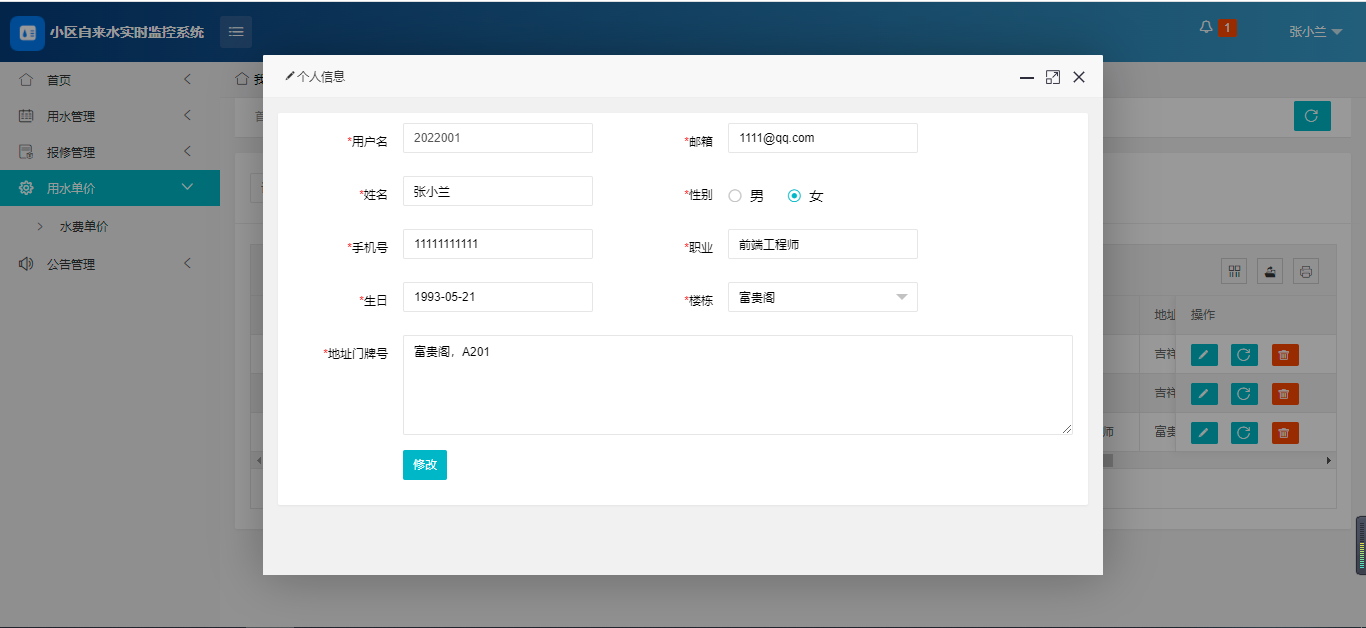 小区自来水实时监控系统
1
张小兰
首页
用水管理
报修管理
用水单价
水费单价
公告管理
个人信息
*用户名 2022001 *邮箱 1111@qq.com
*姓名 张小兰 *性别 男 女
*手机号 11111111111 *职业 前端工程师
*生日 1993-05-21 *楼栋 富贵阁
*地址门牌号 富贵阁，A201
修改
地址 操作
吉祥
吉祥
师 富贵